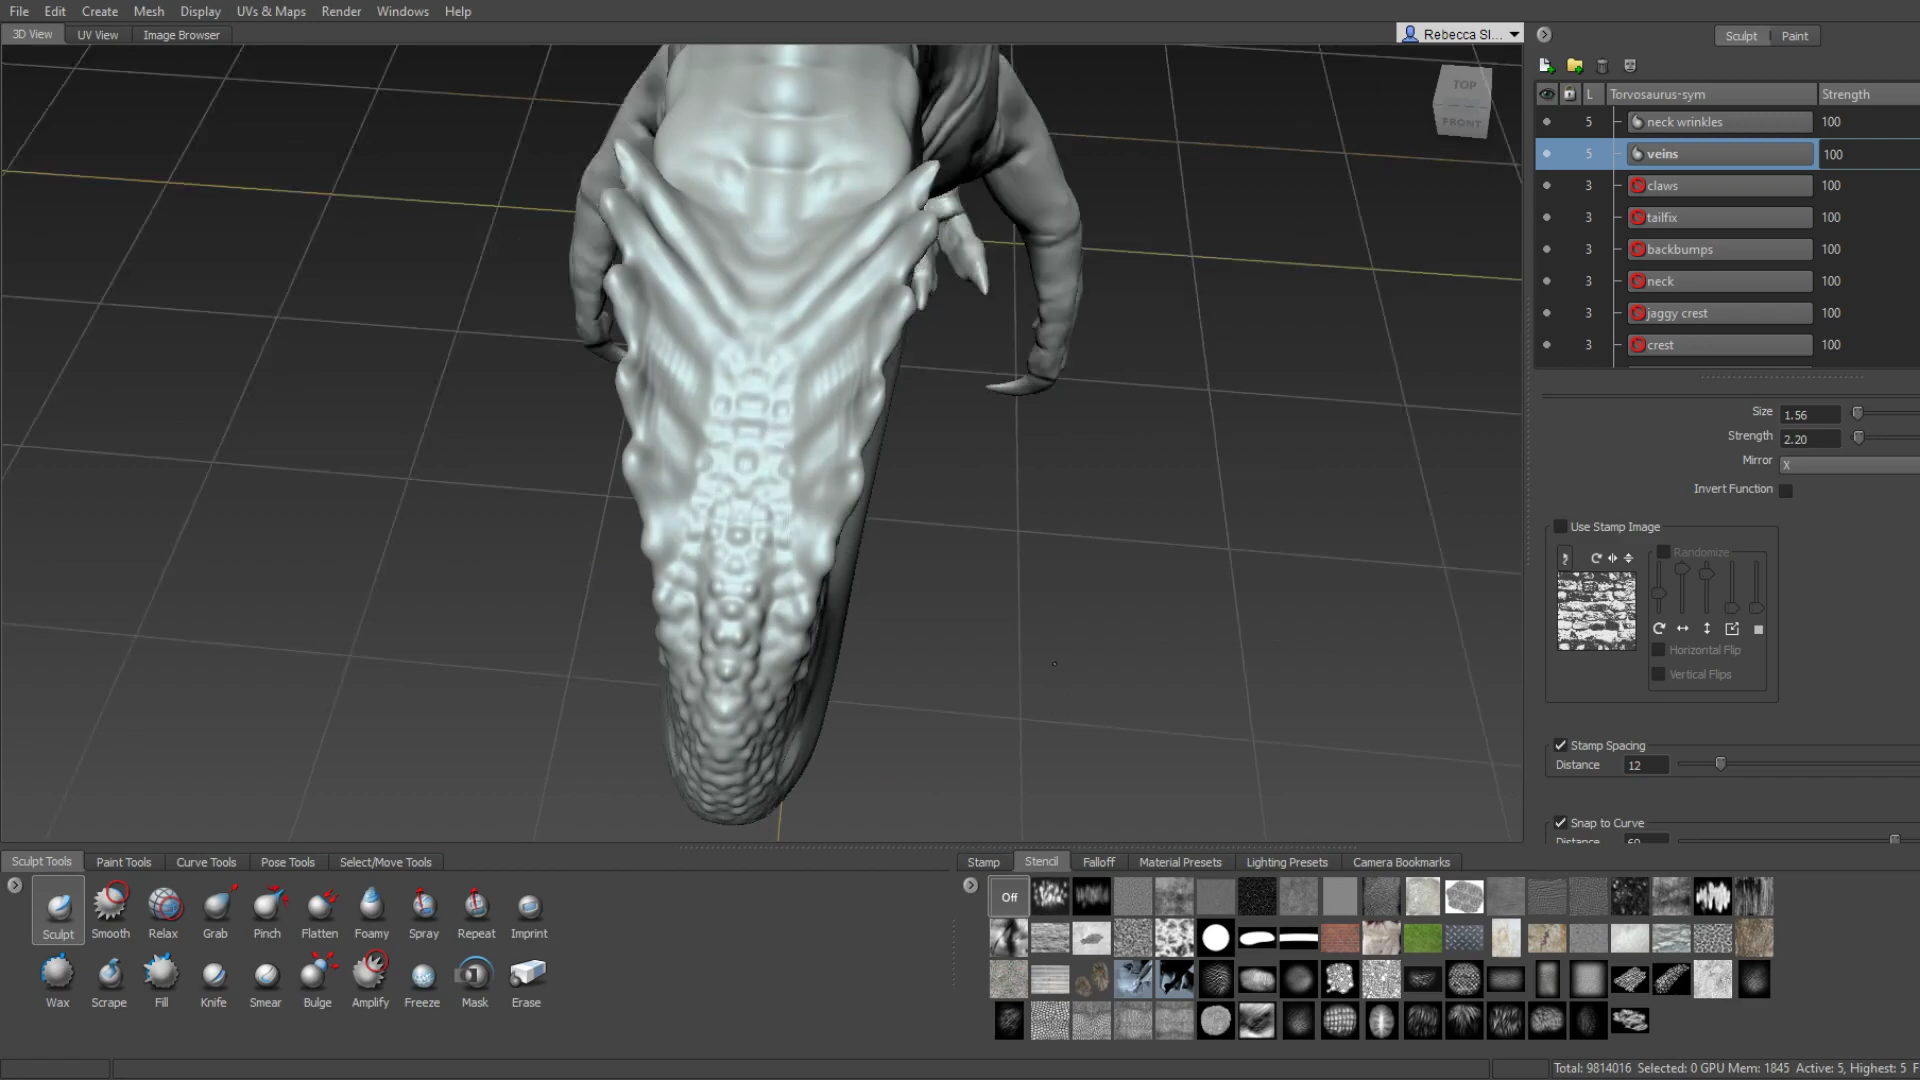 File Edit Create Mesh Display UVs & Maps Render Windows Help
3D View UV View Image Browser
Rebecca Sl...
Sculpt Paint
TOP
FRONT
L Torvosaurus-sym Strength
5 neck wrinkles 100
5 veins 100
3 claws 100
3 tailfix 100
3 backbumps 100
3 neck 100
3 jaggy crest 100
3 crest 100
Size 1.56
Strength 2.20
Mirror X
Invert Function
Use Stamp Image
Randomize
Horizontal Flip
Vertical Flips
Stamp Spacing
Distance 12
Snap to Curve
Distance 60
Sculpt Tools Paint Tools Curve Tools Pose Tools Select/Move Tools
Stamp Stencil Falloff Material Presets Lighting Presets Camera Bookmarks
Off
Sculpt Smooth Relax Grab Pinch Flatten Foamy Spray Repeat Imprint
Wax Scrape Fill Knife Smear Bulge Amplify Freeze Mask Erase
Total: 9814016 Selected: 0 GPU Mem: 1845 Active: 5, Highest: 5 F